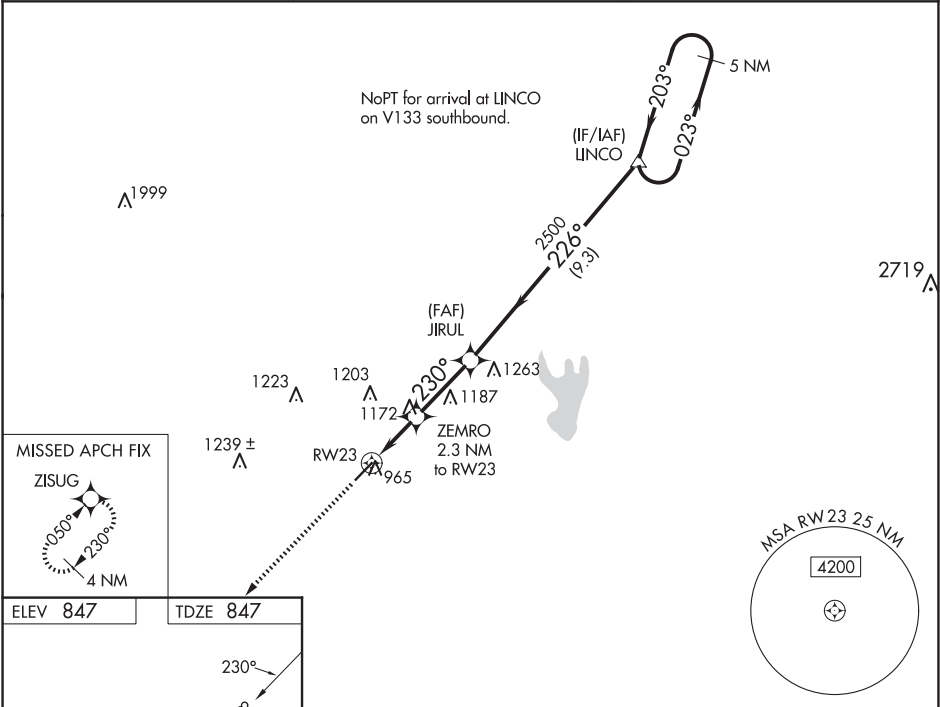 5 NM
203°
023°
NoPT for arrival at LINCO
on V133 southbound.
(IF/IAF)
LINCO
1999
2500
226°
(9.3)
2719
(FAF)
JIRUL
1263
230°
1203
1223
1187
1172
ZEMRO
2.3 NM
to RW23
1239 ±
RW23
965
MISSED APCH FIX
ZISUG
050°
230°
4 NM
MSA RW23 25 NM
4200
ELEV 847
TDZE 847
230°